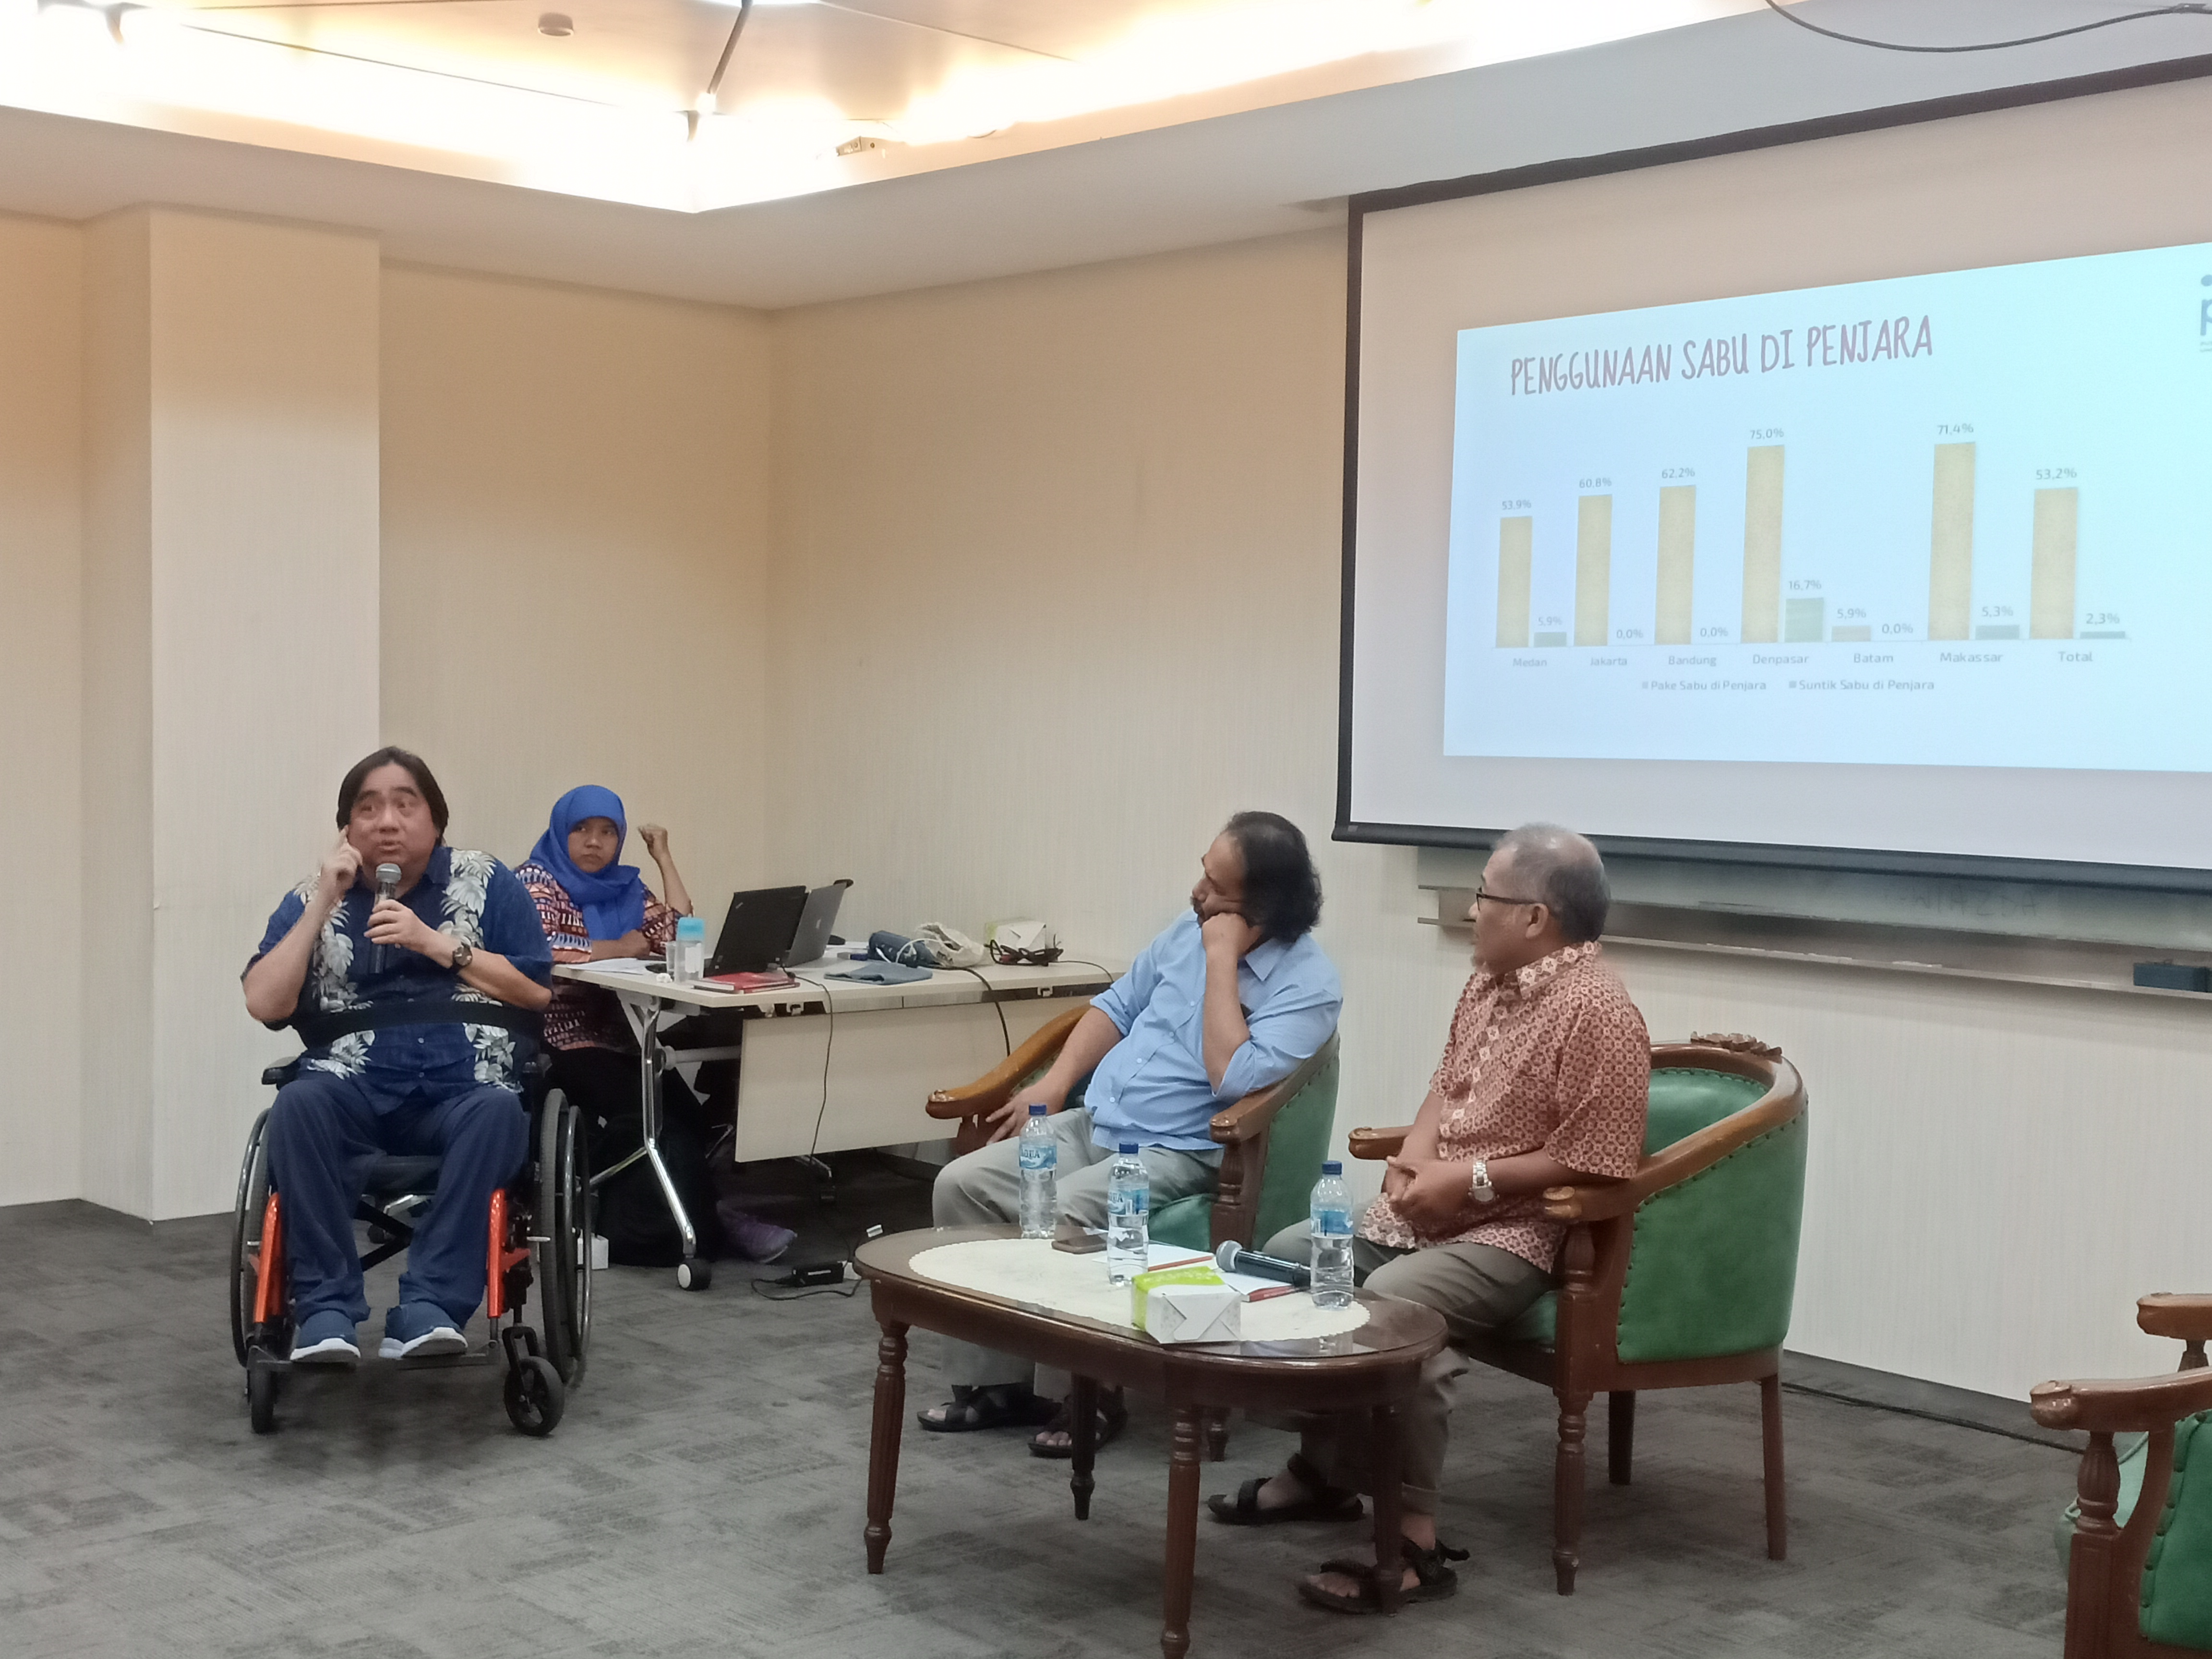 PENGGUNAAN SABU DI PENJARA
53.9% 5.9% 60.8% 0,0% 62.2% 0.0% 75.0% 16,7% 5,9% 0,0% 71,4% 5,3% 53,2% 2,3%
Medan Jakarta Bandung Denpasar Batam Makassar Total
Pake Sabu di Penjara Suntik Sabu di Penjara